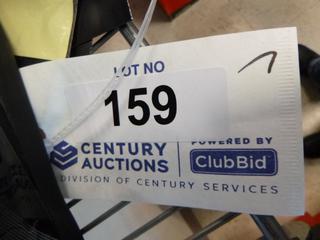 LOT NO
159
CENTURY
AUCTIONS
POWERED BY
ClubBid
DIVISION OF CENTURY SERVICES